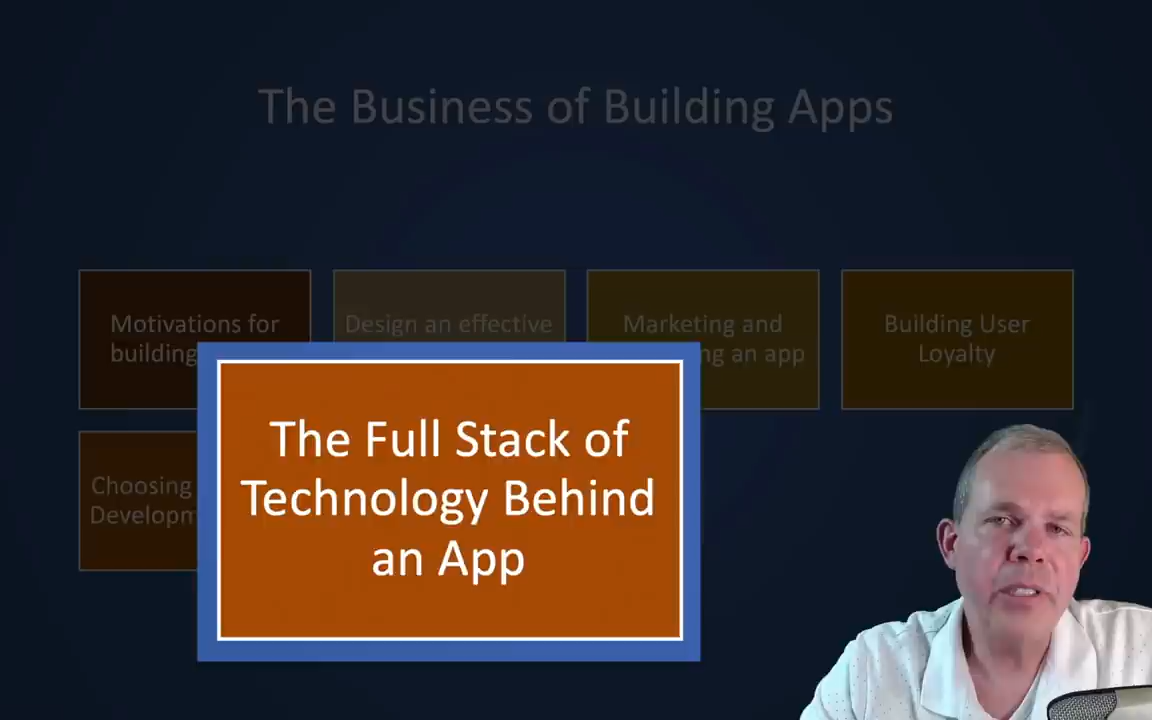 The Business of Building Apps
Motivations for
building
Design an effective
Marketing and
ng an app
Building User
Loyalty
The Full Stack of
Technology Behind
an App
Choosing
Developm